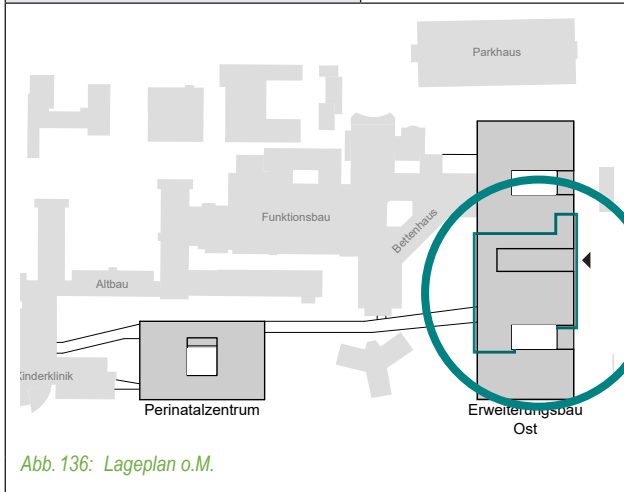 Parkhaus
Funktionsbau
Bettenhaus
Altbau
Kinderklinik
Perinatalzentrum
Erweiterungsbau
Ost
Abb. 136: Lageplan o.M.